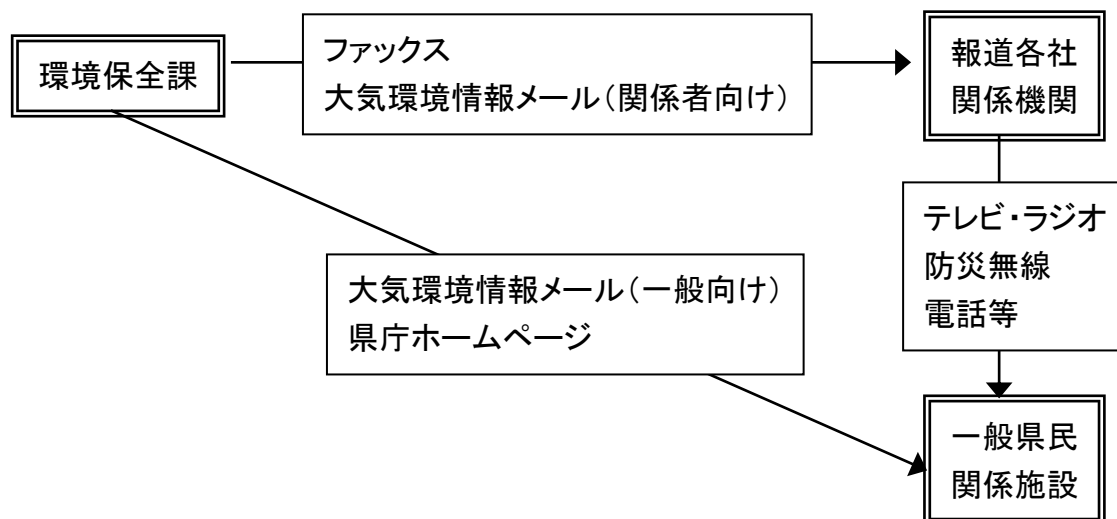 環境保全課
ファックス
大気環境情報メール（関係者向け）
報道各社
関係機関
テレビ・ラジオ
防災無線
電話等
大気環境情報メール（一般向け）
県庁ホームページ
一般県民
関係施設